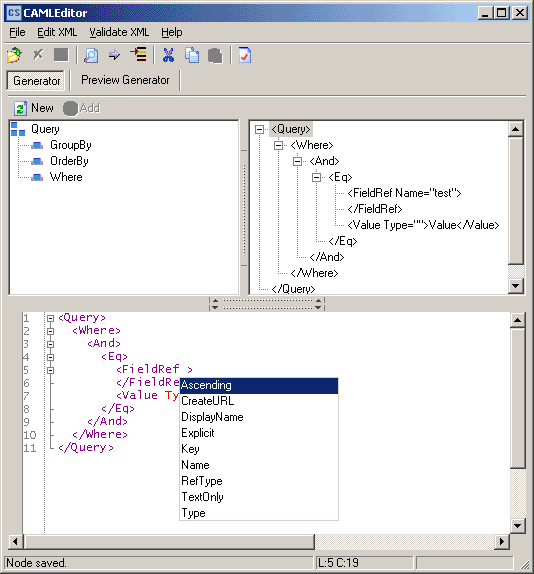 CS CAMLEditor
File Edit XML Validate XML Help
Generator Preview Generator
New Add
Query
GroupBy
OrderBy
Where
<Query>
<Where>
<And>
<Eq>
<FieldRef Name="test">
</FieldRef>
<Value Type="">Value</Value>
</Eq>
</And>
</Where>
</Query>
1 <Query>
2 <Where>
3 <And>
4 <Eq>
5 <FieldRef >
6 </FieldRe
7 <Value Ty
8 </Eq>
9 </And>
10 </Where>
11 </Query>
Ascending
CreateURL
DisplayName
Explicit
Key
Name
RefType
TextOnly
Type
Node saved. L:5 C:19